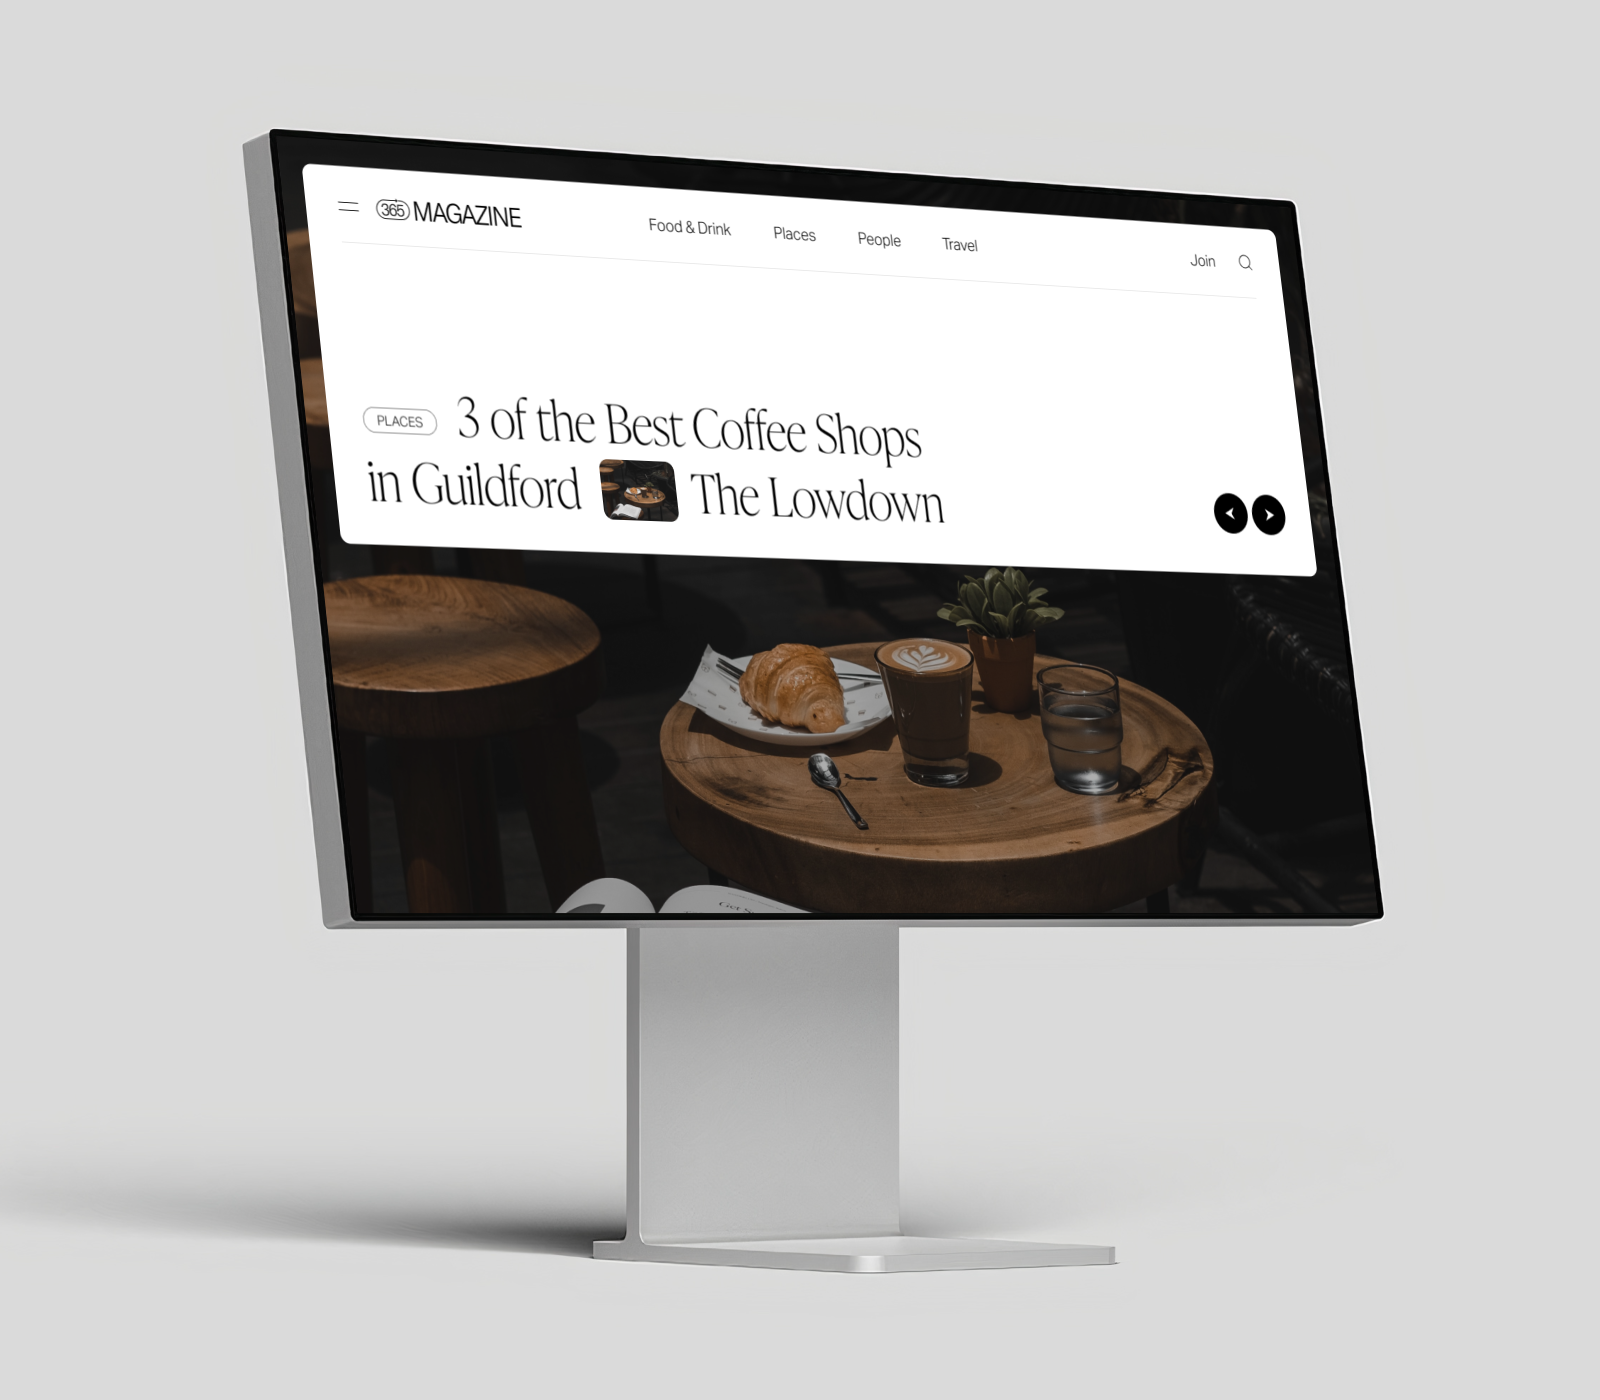 365 MAGAZINE
Food & Drink
Places
People
Travel
Join
PLACES
3 of the Best Coffee Shops
in Guildford The Lowdown